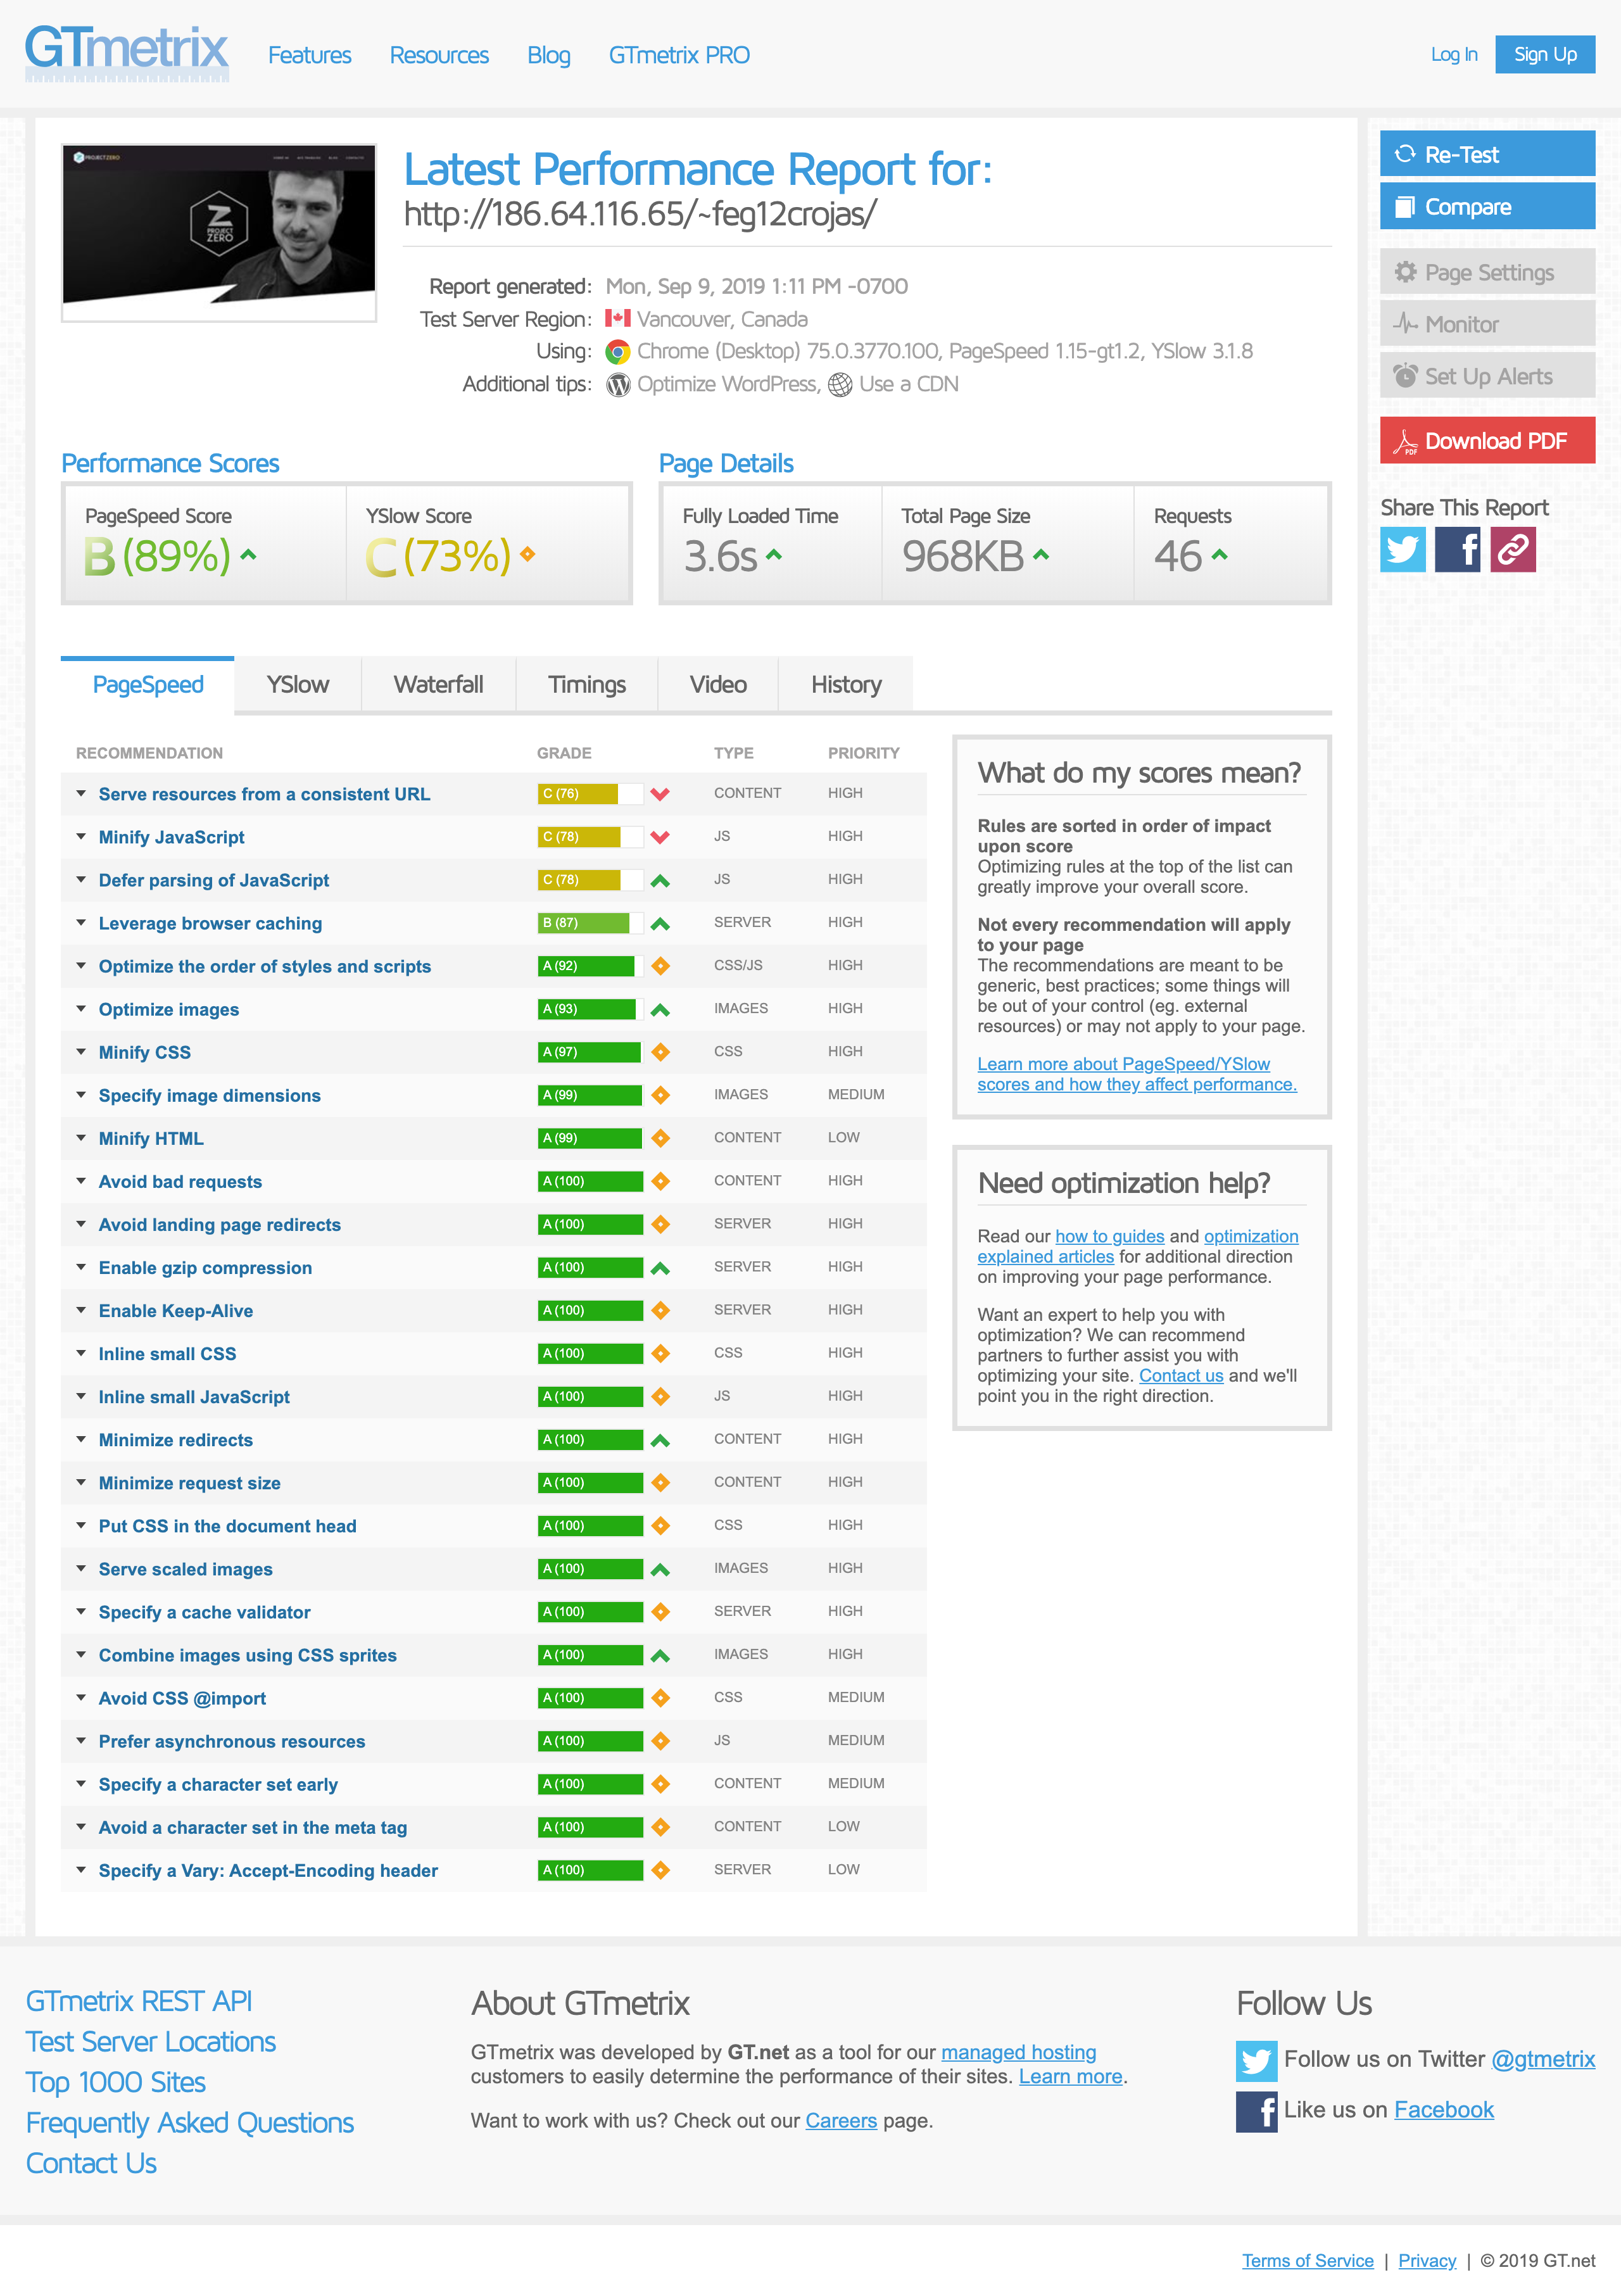 GTmetrix
Features
Resources
Blog
GTmetrix PRO
Log In
Sign Up
PROJECT ZERO
Z
PROJECT
ZERO
Latest Performance Report for:
http://186.64.116.65/~feg12crojas/
Report generated: Mon, Sep 9, 2019 1:11 PM -0700
Test Server Region: Vancouver, Canada
Using: Chrome (Desktop) 75.0.3770.100, PageSpeed 1.15-gt1.2, YSlow 3.1.8
Additional tips: Optimize WordPress, Use a CDN
Re-Test
Compare
Page Settings
Monitor
Set Up Alerts
PDF Download PDF
Share This Report
Performance Scores
PageSpeed Score
B (89%)
YSlow Score
C (73%)
Page Details
Fully Loaded Time
3.6s
Total Page Size
968KB
Requests
46
PageSpeed
YSlow
Waterfall
Timings
Video
History
RECOMMENDATION GRADE TYPE PRIORITY
Serve resources from a consistent URL C (76) CONTENT HIGH
Minify JavaScript C (78) JS HIGH
Defer parsing of JavaScript C (78) JS HIGH
Leverage browser caching B (87) SERVER HIGH
Optimize the order of styles and scripts A (92) CSS/JS HIGH
Optimize images A (93) IMAGES HIGH
Minify CSS A (97) CSS HIGH
Specify image dimensions A (99) IMAGES MEDIUM
Minify HTML A (99) CONTENT LOW
Avoid bad requests A (100) CONTENT HIGH
Avoid landing page redirects A (100) SERVER HIGH
Enable gzip compression A (100) SERVER HIGH
Enable Keep-Alive A (100) SERVER HIGH
Inline small CSS A (100) CSS HIGH
Inline small JavaScript A (100) JS HIGH
Minimize redirects A (100) CONTENT HIGH
Minimize request size A (100) CONTENT HIGH
Put CSS in the document head A (100) CSS HIGH
Serve scaled images A (100) IMAGES HIGH
Specify a cache validator A (100) SERVER HIGH
Combine images using CSS sprites A (100) IMAGES HIGH
Avoid CSS @import A (100) CSS MEDIUM
Prefer asynchronous resources A (100) JS MEDIUM
Specify a character set early A (100) CONTENT MEDIUM
Avoid a character set in the meta tag A (100) CONTENT LOW
Specify a Vary: Accept-Encoding header A (100) SERVER LOW
What do my scores mean?
Rules are sorted in order of impact
upon score
Optimizing rules at the top of the list can
greatly improve your overall score.
Not every recommendation will apply
to your page
The recommendations are meant to be
generic, best practices; some things will
be out of your control (eg. external
resources) or may not apply to your page.
Learn more about PageSpeed/YSlow
scores and how they affect performance.
Need optimization help?
Read our how to guides and optimization
explained articles for additional direction
on improving your page performance.
Want an expert to help you with
optimization? We can recommend
partners to further assist you with
optimizing your site. Contact us and we'll
point you in the right direction.
GTmetrix REST API
Test Server Locations
Top 1000 Sites
Frequently Asked Questions
Contact Us
About GTmetrix
GTmetrix was developed by GT.net as a tool for our managed hosting
customers to easily determine the performance of their sites. Learn more.
Want to work with us? Check out our Careers page.
Follow Us
Follow us on Twitter @gtmetrix
Like us on Facebook
Terms of Service | Privacy | © 2019 GT.net